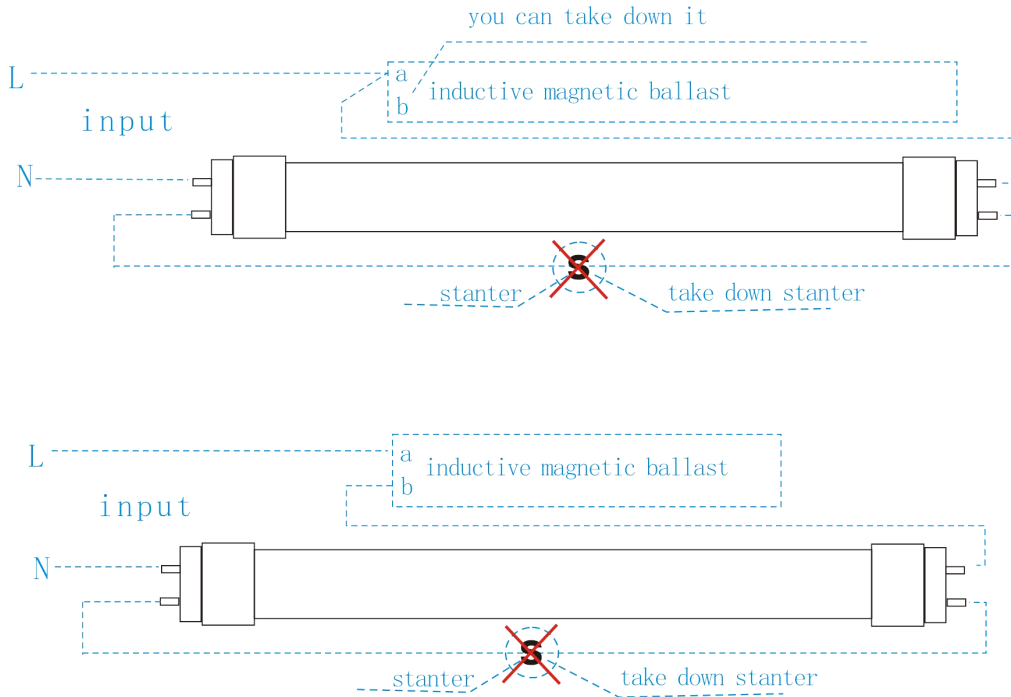 you can take down it
L
a
b
inductive magnetic ballast
input
N
S
stanter
take down stanter
L
a
b
inductive magnetic ballast
input
N
S
stanter
take down stanter